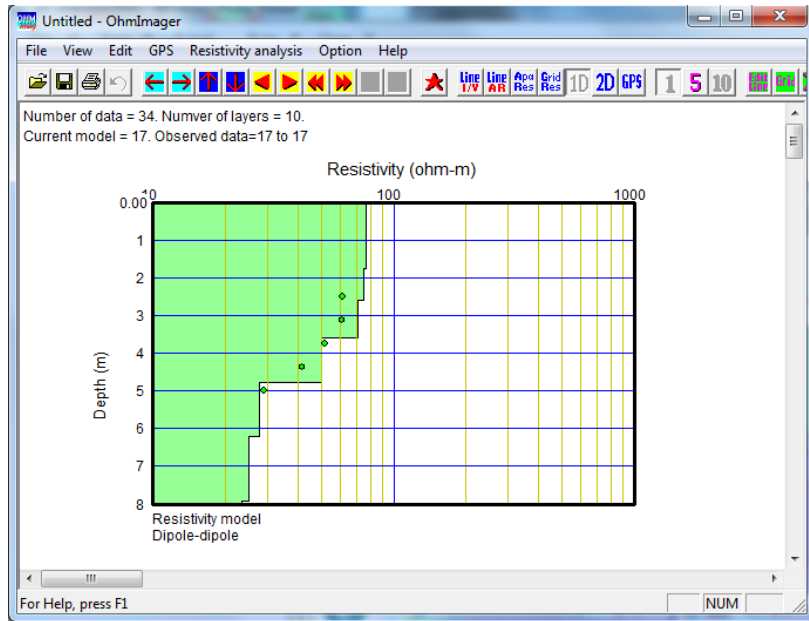 Untitled - OhmImager
File View Edit GPS Resistivity analysis Option Help
Line I/V Line AR Apa Res Grid Res 1D 2D GPS 1 5 10
Number of data = 34. Numver of layers = 10.
Current model = 17. Observed data=17 to 17
Resistivity (ohm-m)
10 100 1000
0.00
1
2
3
4
5
6
7
8
Depth (m)
Resistivity model
Dipole-dipole
For Help, press F1 NUM